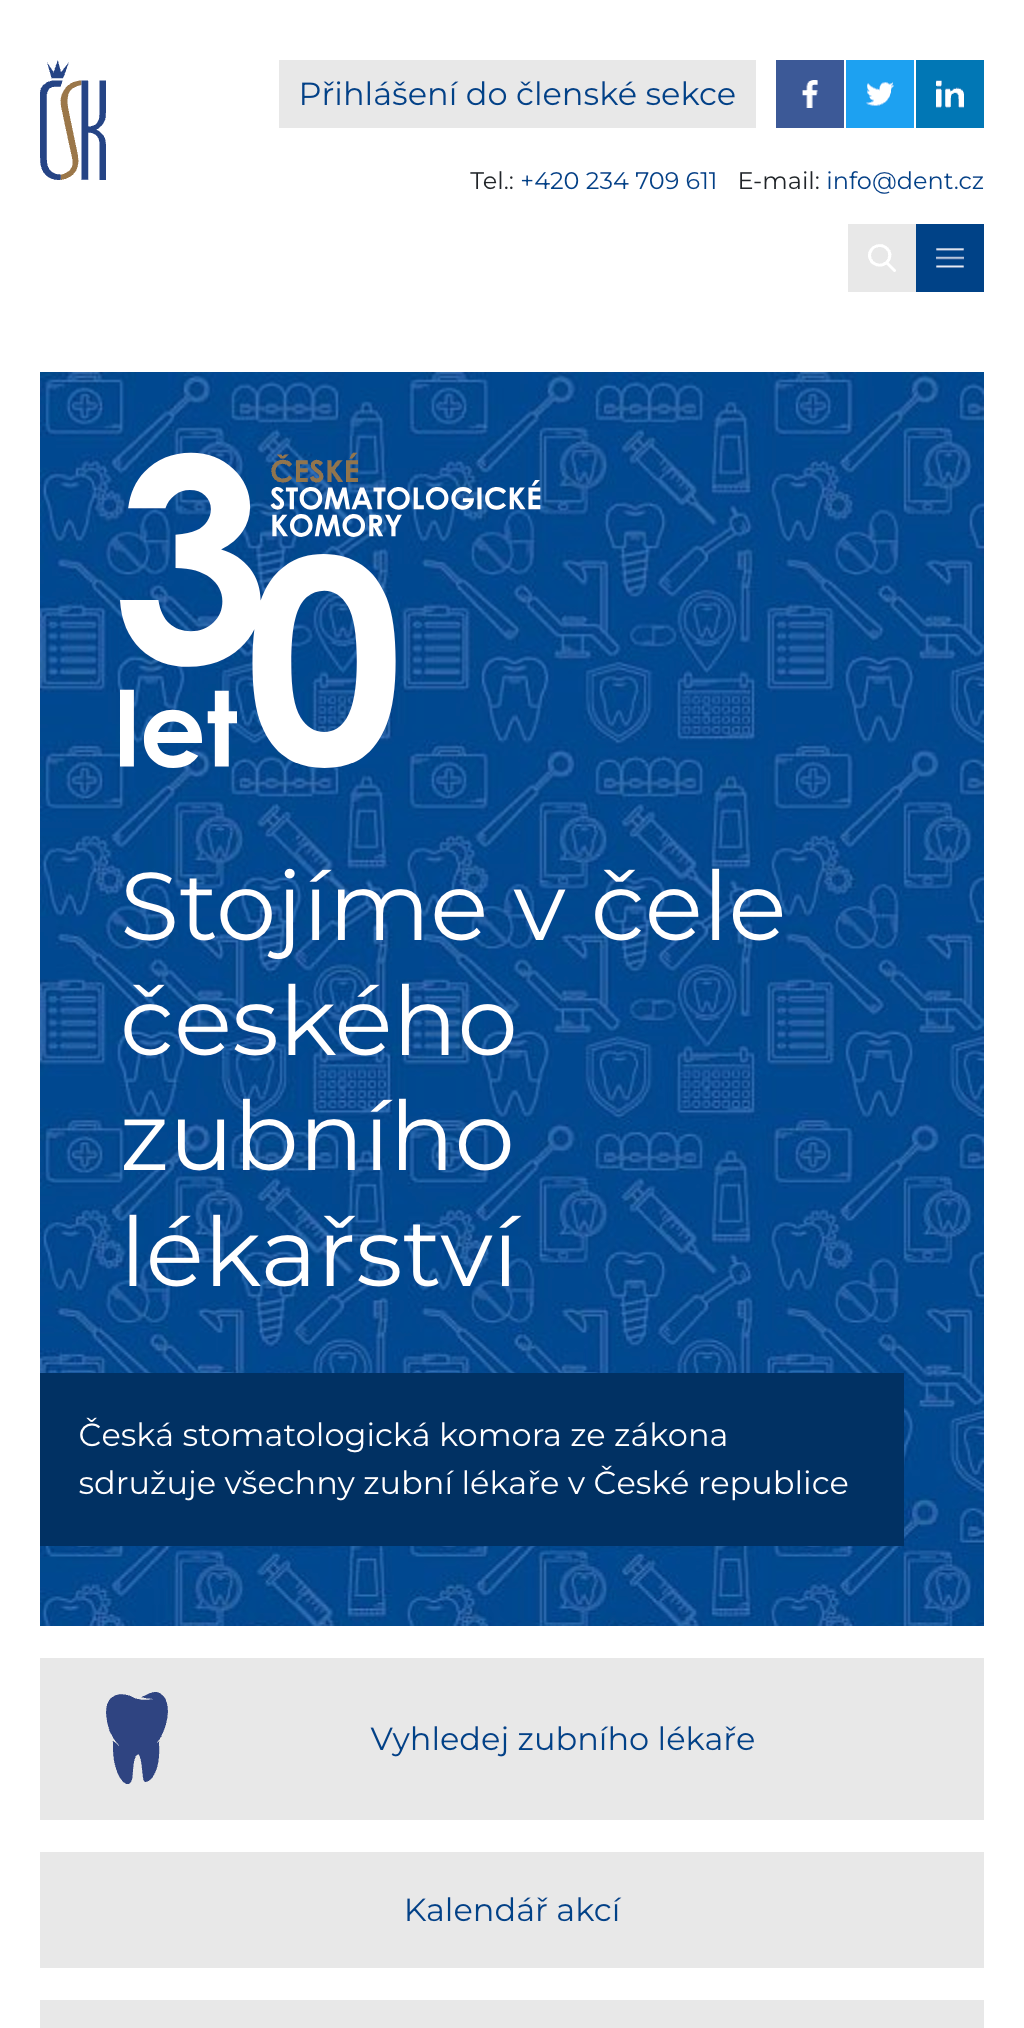 ČSK
Přihlášení do členské sekce
Tel.: +420 234 709 611 E-mail: info@dent.cz
30 let
ČESKÉ
STOMATOLOGICKÉ
KOMORY
Stojíme v čele
českého
zubního
lékařství
Česká stomatologická komora ze zákona
sdružuje všechny zubní lékaře v České republice
Vyhledej zubního lékaře
Kalendář akcí